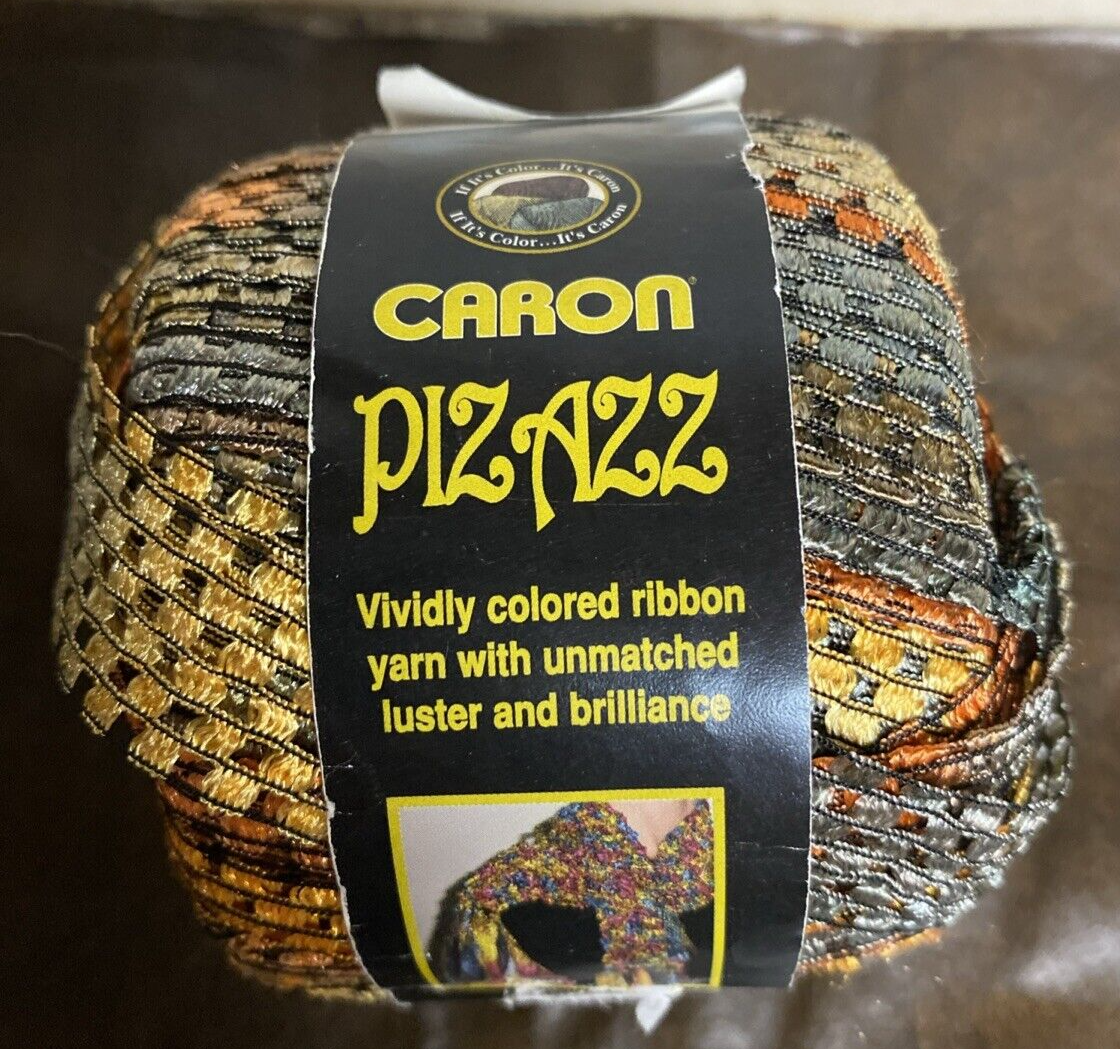 If It's Color...It's Caron
If It's Color...It's Caron
CARON®
PIZAZZ
Vividly colored ribbon
yarn with unmatched
luster and brilliance